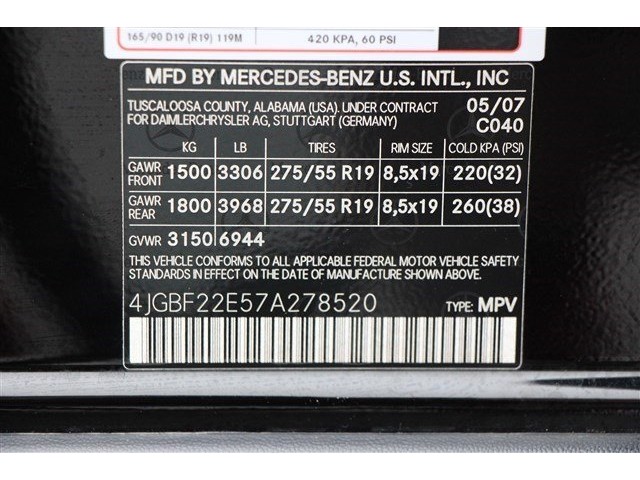 165/90 D19 (R19) 119M 420 KPA, 60 PSI
MFD BY MERCEDES-BENZ U.S. INTL., INC
TUSCALOOSA COUNTY, ALABAMA (USA). UNDER CONTRACT 05/07
FOR DAIMLERCHRYSLER AG, STUTTGART (GERMANY) C040
KG LB TIRES RIM SIZE COLD KPA (PSI)
GAWR FRONT 1500 3306 275/55 R19 8,5x19 220(32)
GAWR REAR 1800 3968 275/55 R19 8,5x19 260(38)
GVWR 3150 6944
THIS VEHICLE CONFORMS TO ALL APPLICABLE FEDERAL MOTOR VEHICLE SAFETY
STANDARDS IN EFFECT ON THE DATE OF MANUFACTURE SHOWN ABOVE.
4JGBF22E57A278520 TYPE: MPV